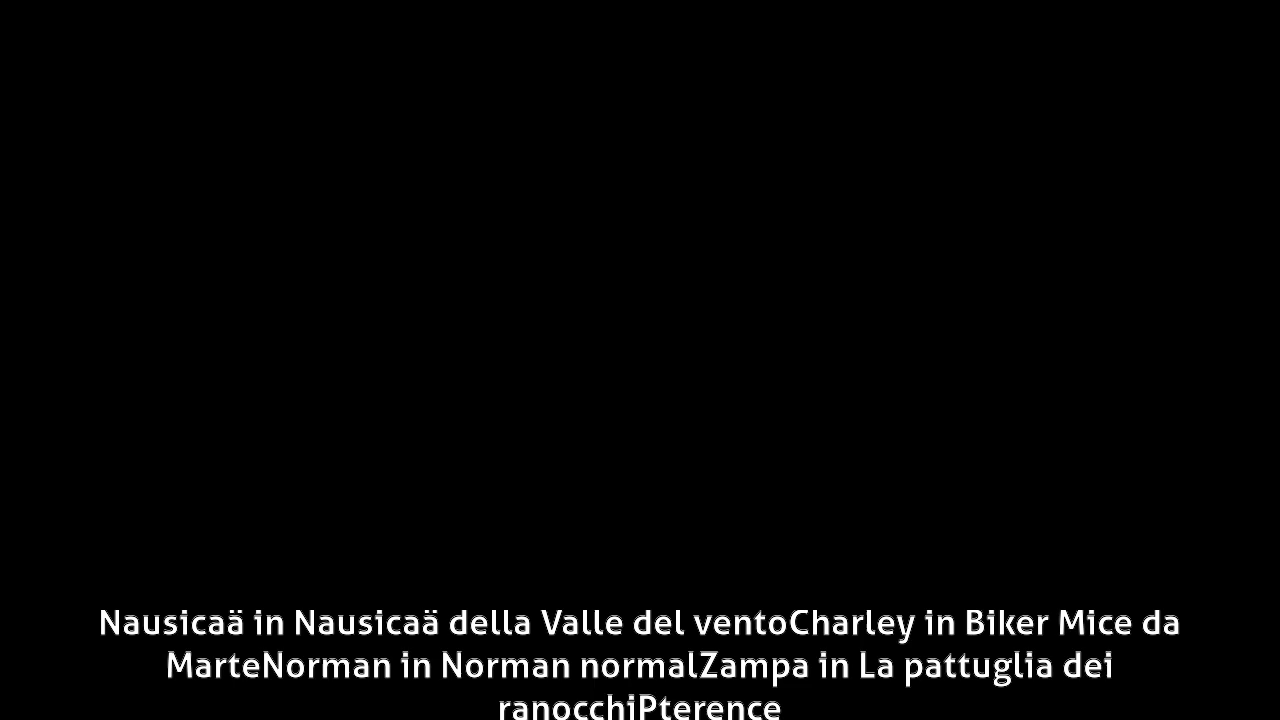 Nausicaä in Nausicaä della Valle del ventoCharley in Biker Mice da
MarteNorman in Norman normalZampa in La pattuglia dei
ranocchiPterence